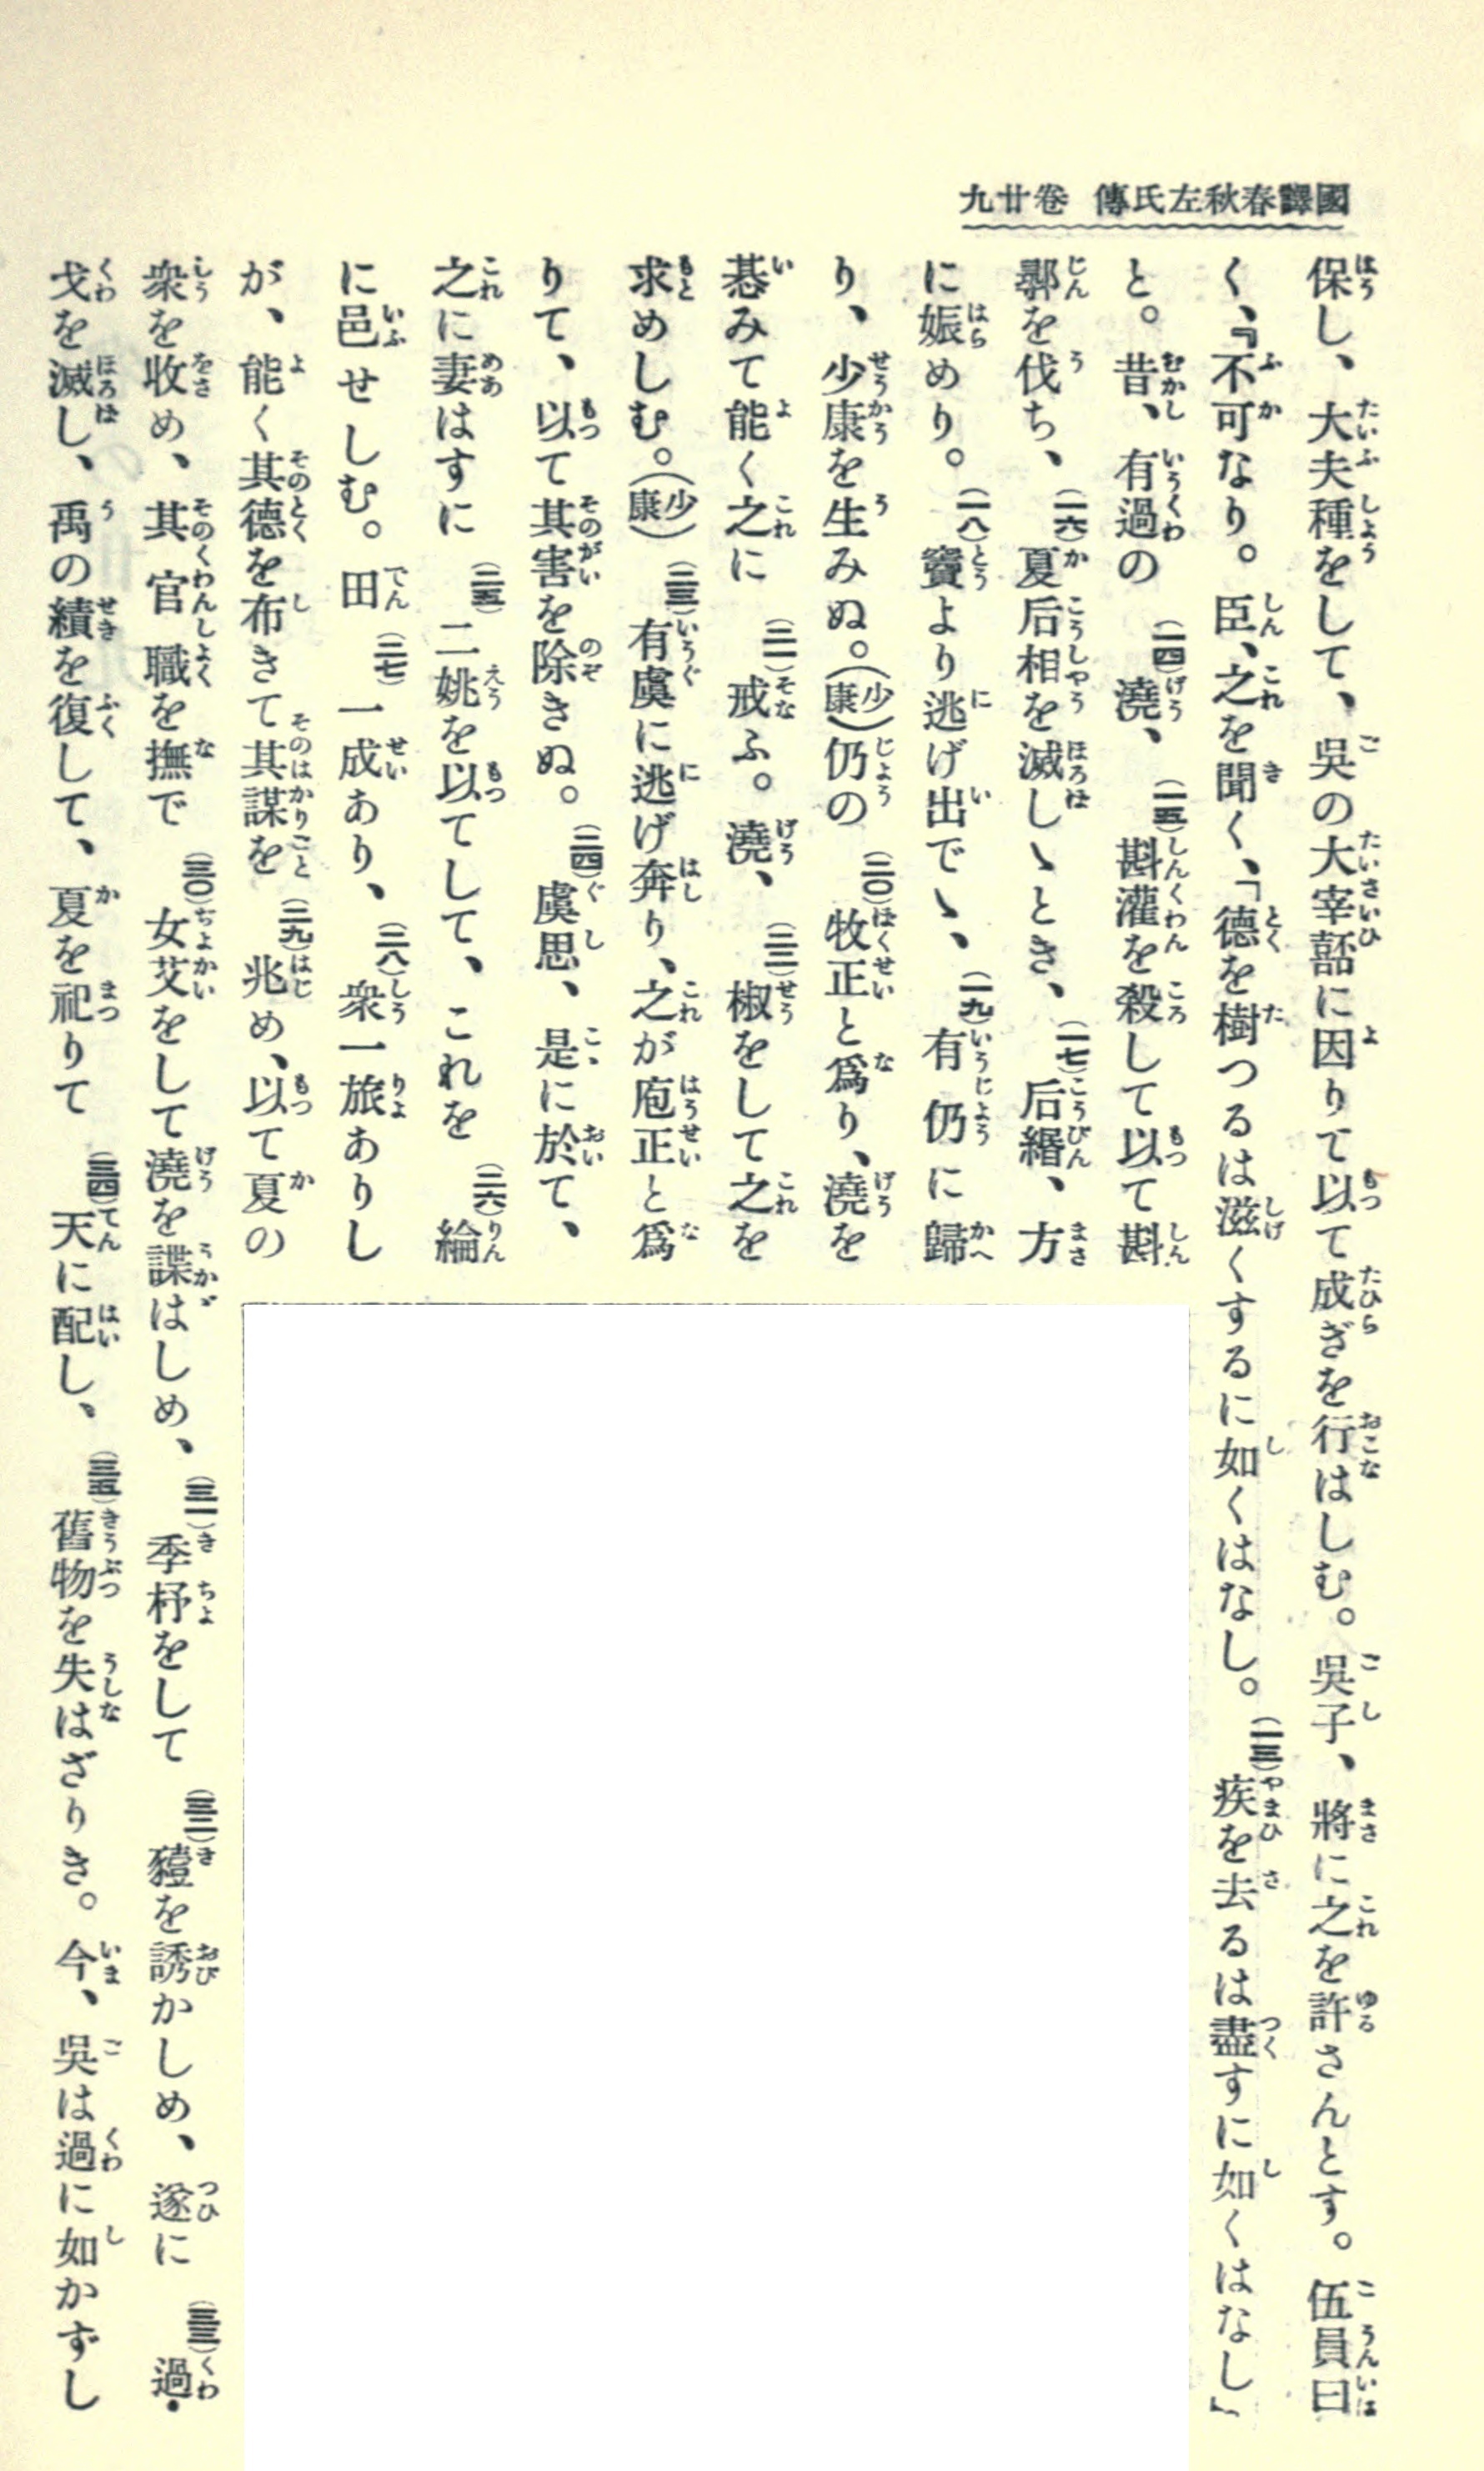 國譯春秋左氏傳　卷廿九
保し、大夫種をして、吳の大宰嚭に因りて以て成ぎを行はしむ。吳子、將に之を許さんとす。伍員曰
く、『不可なり。臣、之を聞く、「德を樹つるは滋くするに如くはなし。(一三)疾を去るは盡すに如くはなし」
と。昔、有過の(一四)澆、(一五)斟灌を殺して以て斟
鄩を伐ち、(一六)夏后相を滅しゝとき、(一七)后緡、方
に娠めり。(一八)竇より逃げ出でゝ、(一九)有仍に歸
り、少康を生みぬ。(少康)仍の(二〇)牧正と爲り、澆を
惎みて能く之に(二一)戒ふ。澆、(二二)椒をして之を
求めしむ。(少康)(二三)有虞に逃げ奔り、之が庖正と爲
りて、以て其害を除きぬ。(二四)虞思、是に於て、
之に妻はすに(二五)二姚を以てして、これを(二六)綸
に邑せしむ。田(二七)一成あり、(二八)衆一旅ありし
が、能く其德を布きて其謀を(二九)兆め、以て夏の
衆を收め、其官職を撫で(三〇)女艾をして澆を諜はしめ、(三一)季杼をして(三二)豷を誘かしめ、遂に(三三)過・
戈を滅し、禹の績を復して、夏を祀りて(三四)天に配し、(三五)舊物を失はざりき。今、吳は過に如かずし